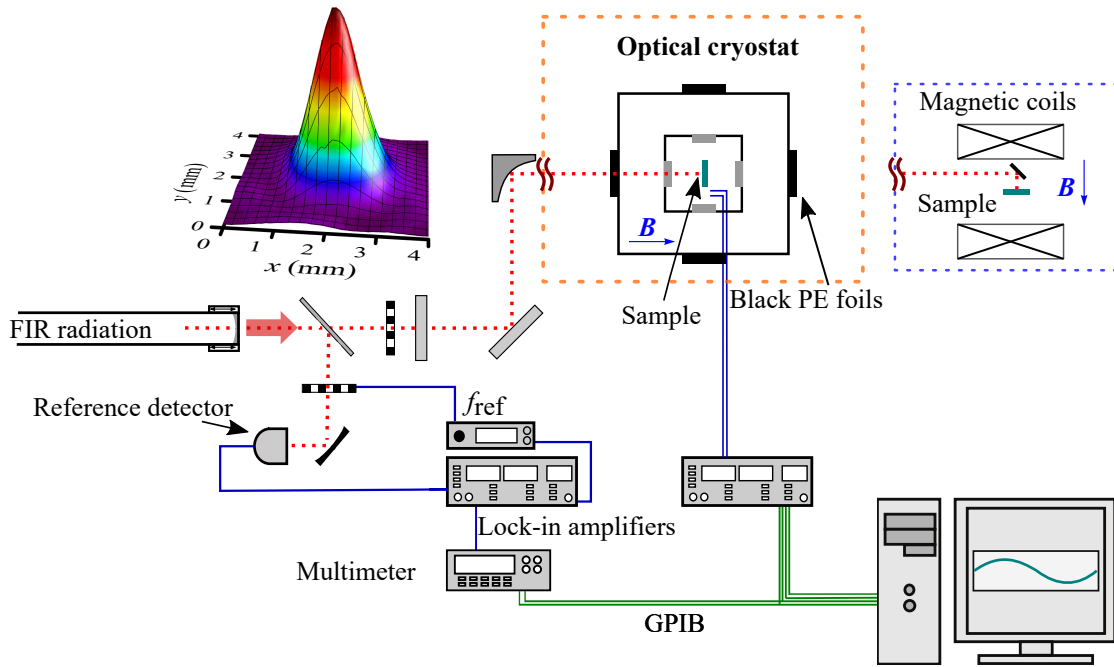 Optical cryostat
Magnetic coils
B
Sample
4
3
2
1
0
y (mm)
0
1
2
3
4
x (mm)
B
Sample
Black PE foils
FIR radiation
Reference detector
fref
Lock-in amplifiers
Multimeter
GPIB